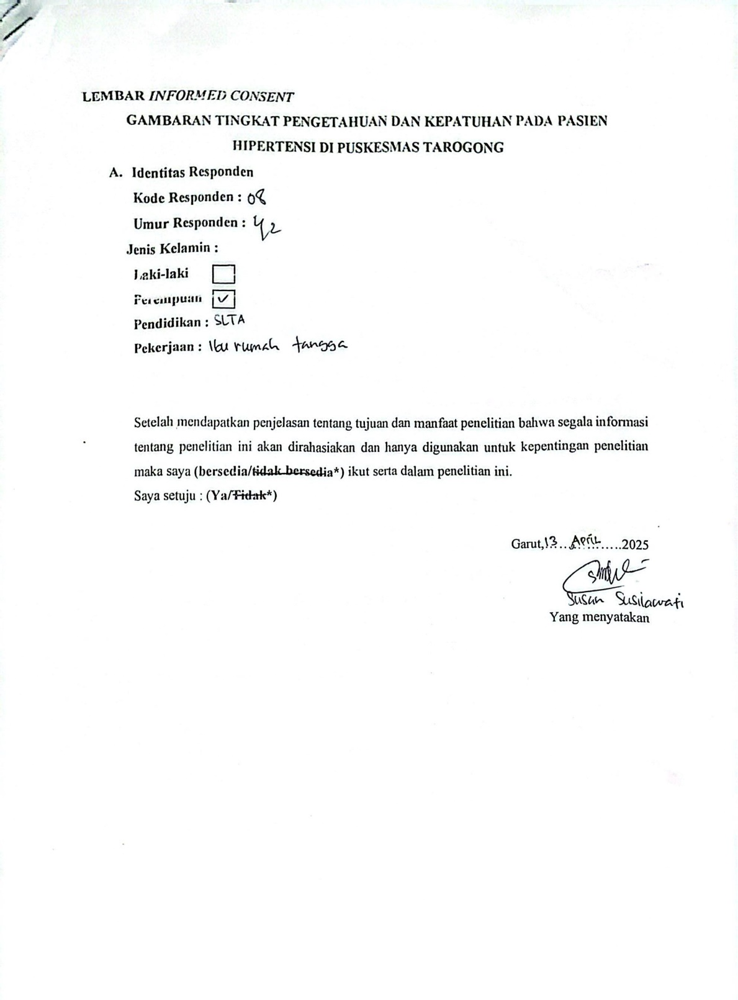 LEMBAR INFORMED CONSENT
GAMBARAN TINGKAT PENGETAHUAN DAN KEPATUHAN PADA PASIEN
HIPERTENSI DI PUSKESMAS TAROGONG
A. Identitas Responden
Kode Responden : 08
Umur Responden : 42
Jenis Kelamin :
Laki-laki
Perempuan ✓
Pendidikan : SLTA
Pekerjaan : Ibu rumah tangga
Setelah mendapatkan penjelasan tentang tujuan dan manfaat penelitian bahwa segala informasi
tentang penelitian ini akan dirahasiakan dan hanya digunakan untuk kepentingan penelitian
maka saya (bersedia/tidak bersedia*) ikut serta dalam penelitian ini.
Saya setuju : (Ya/Tidak*)
Garut,13...April.......2025
Susan Susilawati
Yang menyatakan